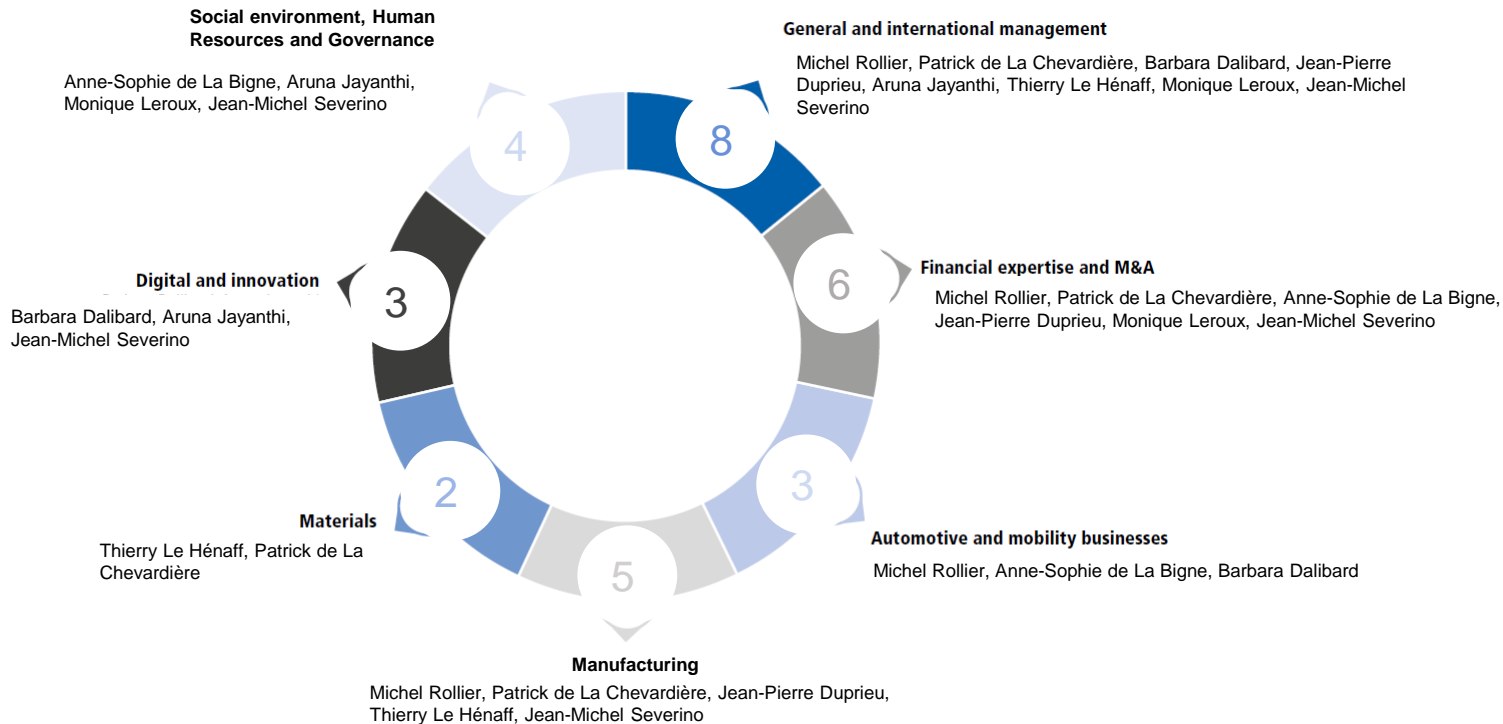 Social environment, Human
Resources and Governance
Anne-Sophie de La Bigne, Aruna Jayanthi,
Monique Leroux, Jean-Michel Severino
4
General and international management
Michel Rollier, Patrick de La Chevardière, Barbara Dalibard, Jean-Pierre
Duprieu, Aruna Jayanthi, Thierry Le Hénaff, Monique Leroux, Jean-Michel
Severino
8
Digital and innovation
Barbara Dalibard, Aruna Jayanthi,
Jean-Michel Severino
3
Financial expertise and M&A
Michel Rollier, Patrick de La Chevardière, Anne-Sophie de La Bigne,
Jean-Pierre Duprieu, Monique Leroux, Jean-Michel Severino
6
Materials
Thierry Le Hénaff, Patrick de La
Chevardière
2
Automotive and mobility businesses
Michel Rollier, Anne-Sophie de La Bigne, Barbara Dalibard
3
5
Manufacturing
Michel Rollier, Patrick de La Chevardière, Jean-Pierre Duprieu,
Thierry Le Hénaff, Jean-Michel Severino